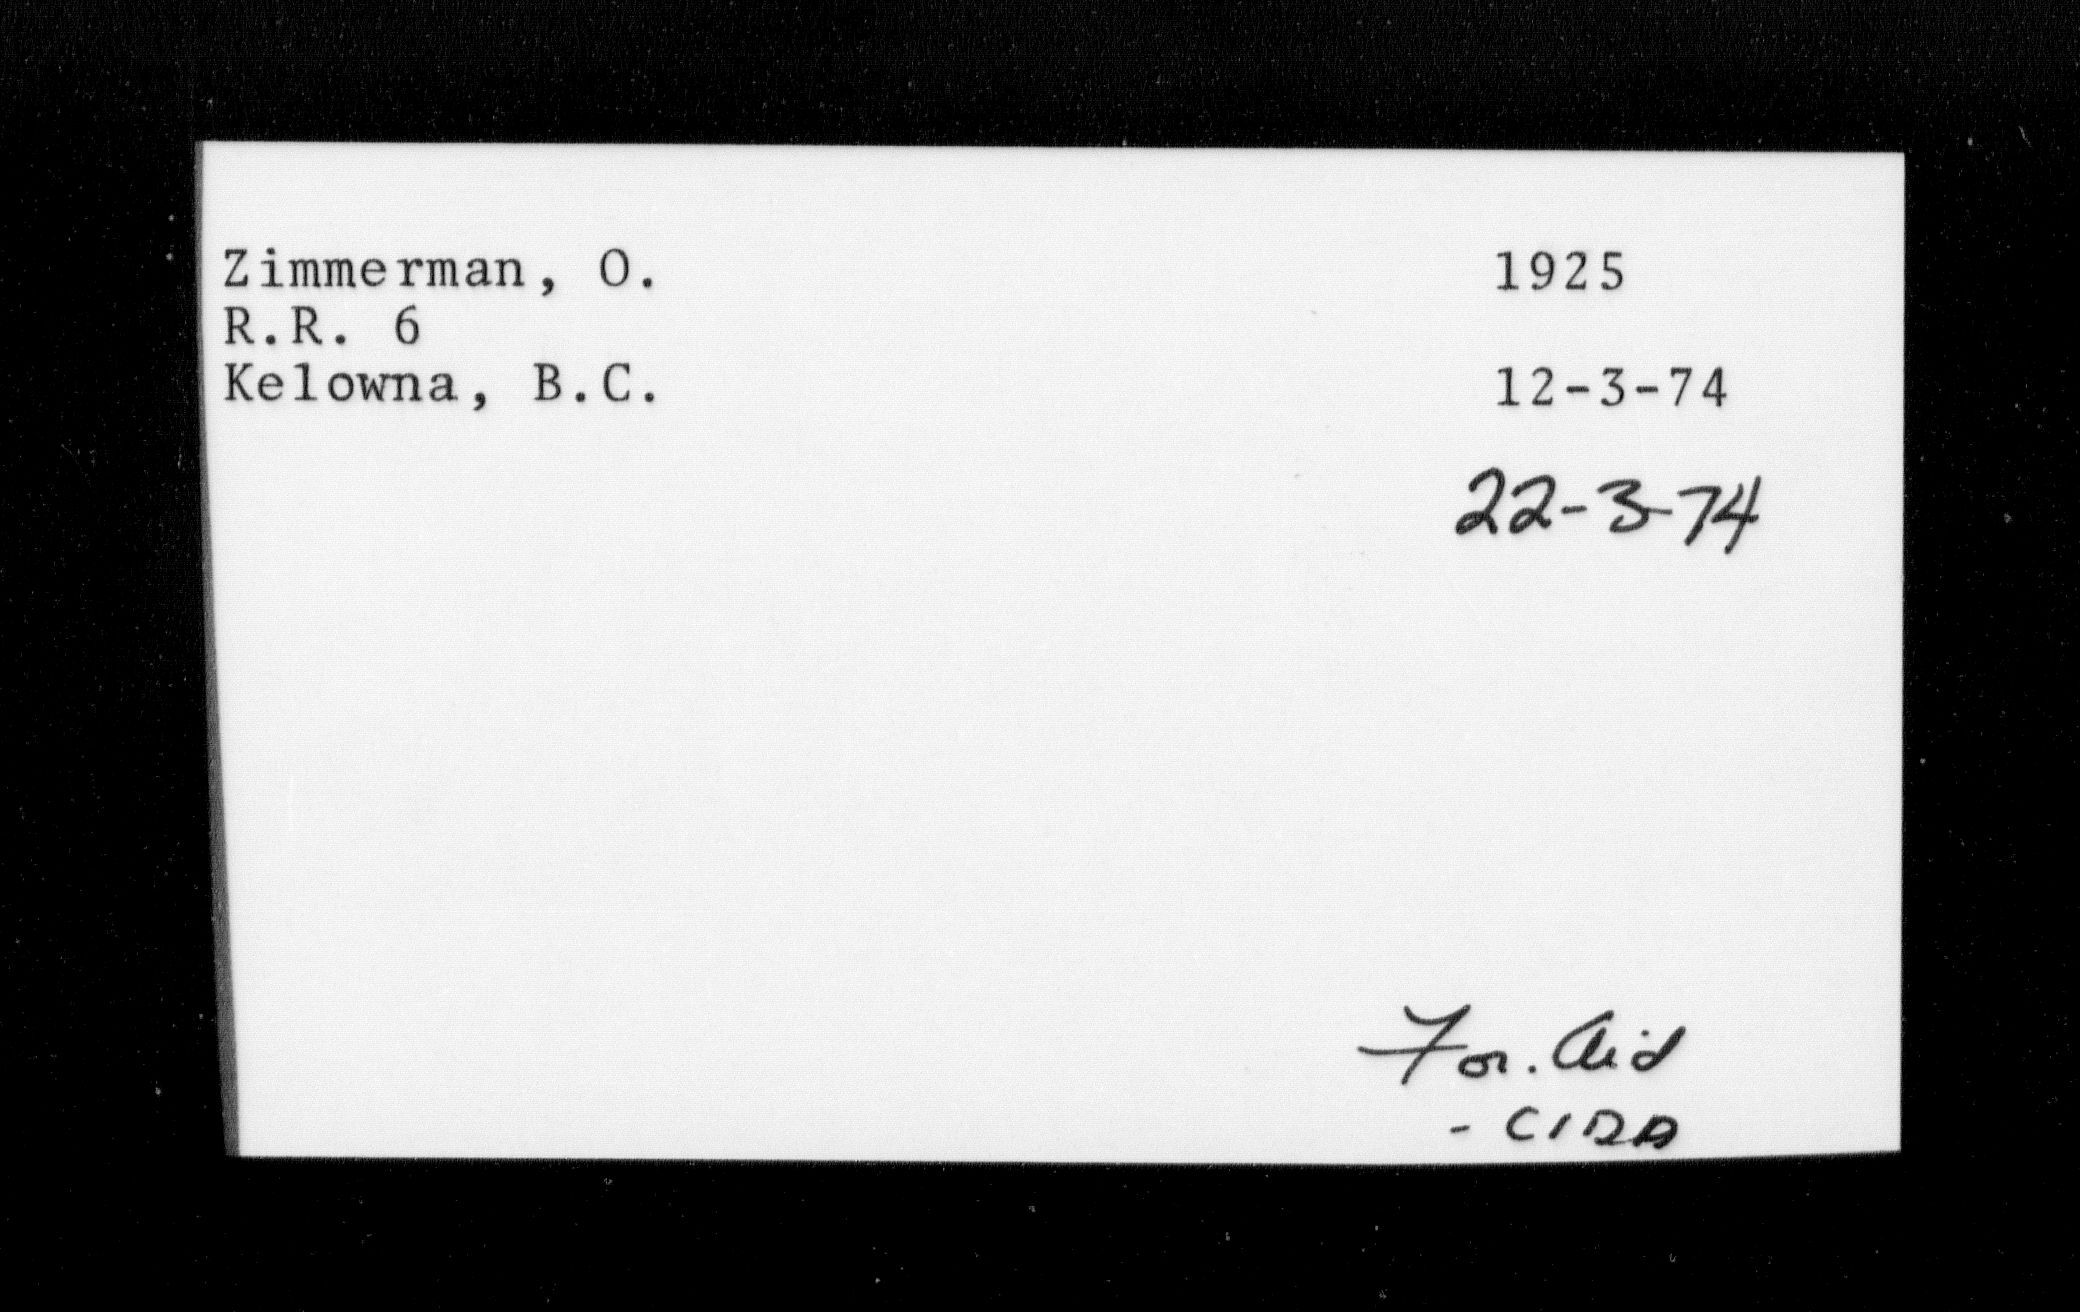 Zimmerman, O. 1925
R.R. 6
Kelowna, B.C. 12-3-74
22-3-74
For. Aid
- CIDA